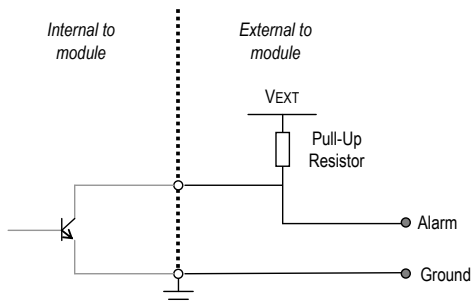 Internal to
module
External to
module
VEXT
Pull-Up
Resistor
Alarm
Ground